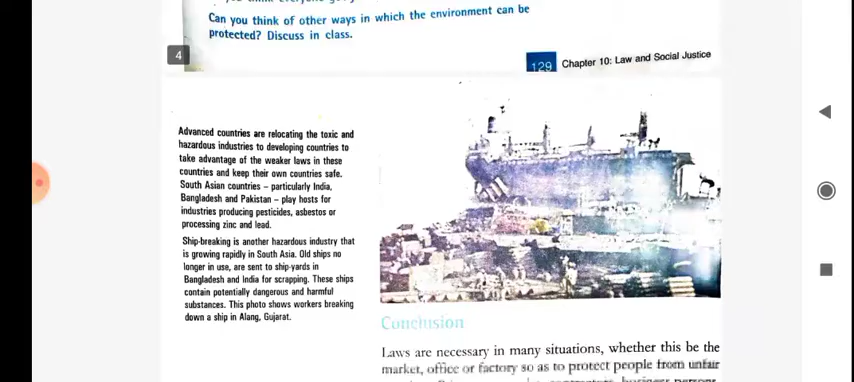 Can you think of other ways in which the environment can be
protected? Discuss in class.
4
129 Chapter 10: Law and Social Justice
Advanced countries are relocating the toxic and
hazardous industries to developing countries to
take advantage of the weaker laws in these
countries and keep their own countries safe.
South Asian countries – particularly India,
Bangladesh and Pakistan – play hosts for
industries producing pesticides, asbestos or
processing zinc and lead.
Ship-breaking is another hazardous industry that
is growing rapidly in South Asia. Old ships no
longer in use, are sent to ship-yards in
Bangladesh and India for scrapping. These ships
contain potentially dangerous and harmful
substances. This photo shows workers breaking
down a ship in Alang, Gujarat.
Conclusion
Laws are necessary in many situations, whether this be the
market, office or factory so as to protect people from unfair